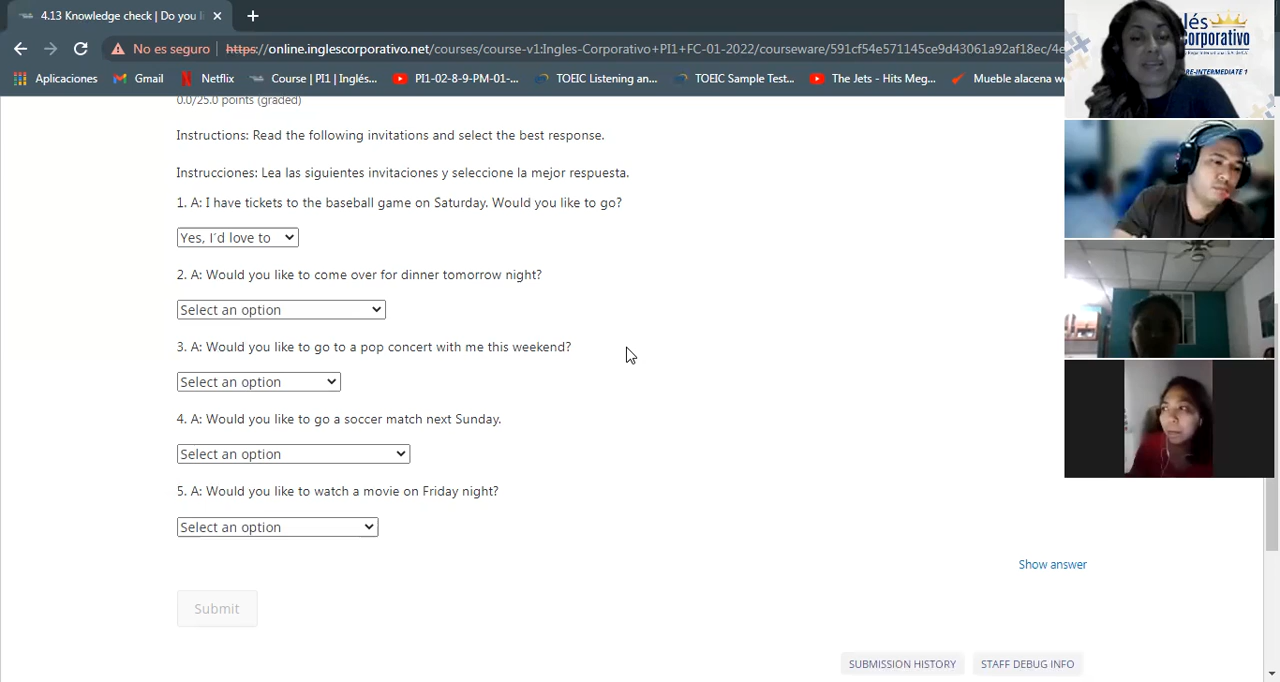 4.13 Knowledge check | Do you l
No es seguro
https://online.inglescorporativo.net/courses/course-v1:Ingles-Corporativo+PI1+FC-01-2022/courseware/591cf54e571145ce9d43061a92af18ec/4e
Aplicaciones
Gmail
Netflix
Course | PI1 | Inglés...
PI1-02-8-9-PM-01-...
TOEIC Listening an...
TOEIC Sample Test...
The Jets - Hits Meg...
Mueble alacena
glés
corporativo
RE-INTERMEDIATE 1
0.0/25.0 points (graded)
Instructions: Read the following invitations and select the best response.
Instrucciones: Lea las siguientes invitaciones y seleccione la mejor respuesta.
1. A: I have tickets to the baseball game on Saturday. Would you like to go?
Yes, I´d love to
2. A: Would you like to come over for dinner tomorrow night?
Select an option
3. A: Would you like to go to a pop concert with me this weekend?
Select an option
4. A: Would you like to go a soccer match next Sunday.
Select an option
5. A: Would you like to watch a movie on Friday night?
Select an option
Show answer
Submit
SUBMISSION HISTORY
STAFF DEBUG INFO